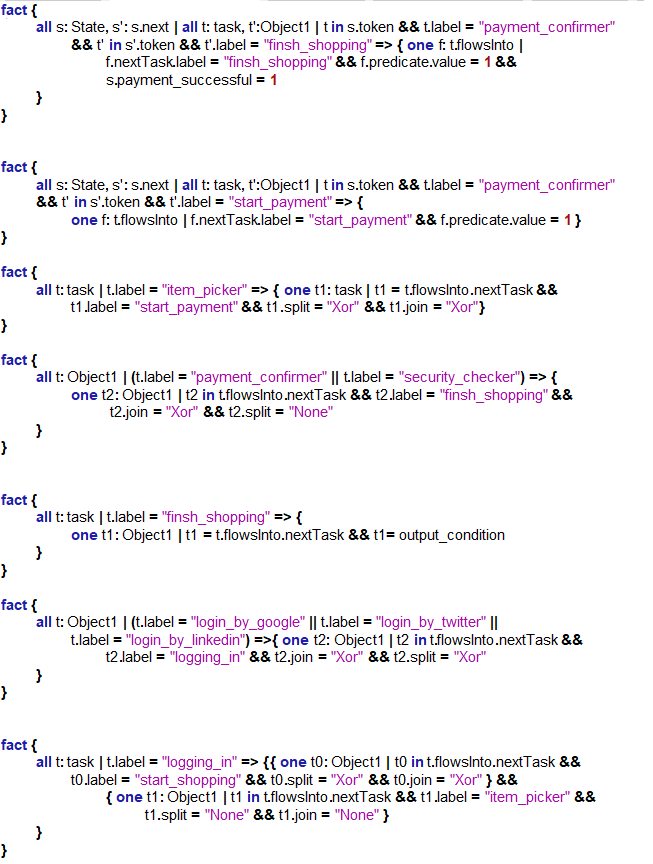 fact {
all s: State, s': s.next | all t: task, t':Object1 | t in s.token && t.label = "payment_confirmer"
&& t' in s'.token && t'.label = "finsh_shopping" => { one f: t.flowsInto |
f.nextTask.label = "finsh_shopping" && f.predicate.value = 1 &&
s.payment_successful = 1
}
}
fact {
all s: State, s': s.next | all t: task, t':Object1 | t in s.token && t.label = "payment_confirmer"
&& t' in s'.token && t'.label = "start_payment" => {
one f: t.flowsInto | f.nextTask.label = "start_payment" && f.predicate.value = 1 }
}
fact {
all t: task | t.label = "item_picker" => { one t1: task | t1 = t.flowsInto.nextTask &&
t1.label = "start_payment" && t1.split = "Xor" && t1.join = "Xor"}
}
fact {
all t: Object1 | (t.label = "payment_confirmer" || t.label = "security_checker") => {
one t2: Object1 | t2 in t.flowsInto.nextTask && t2.label = "finsh_shopping" &&
t2.join = "Xor" && t2.split = "None"
}
}
fact {
all t: task | t.label = "finsh_shopping" => {
one t1: Object1 | t1 = t.flowsInto.nextTask && t1= output_condition
}
}
fact {
all t: Object1 | (t.label = "login_by_google" || t.label = "login_by_twitter" ||
t.label = "login_by_linkedin") =>{ one t2: Object1 | t2 in t.flowsInto.nextTask &&
t2.label = "logging_in" && t2.join = "Xor" && t2.split = "Xor"
}
}
fact {
all t: task | t.label = "logging_in" => {{ one t0: Object1 | t0 in t.flowsInto.nextTask &&
t0.label = "start_shopping" && t0.split = "Xor" && t0.join = "Xor" } &&
{ one t1: Object1 | t1 in t.flowsInto.nextTask && t1.label = "item_picker" &&
t1.split = "None" && t1.join = "None" }
}
}